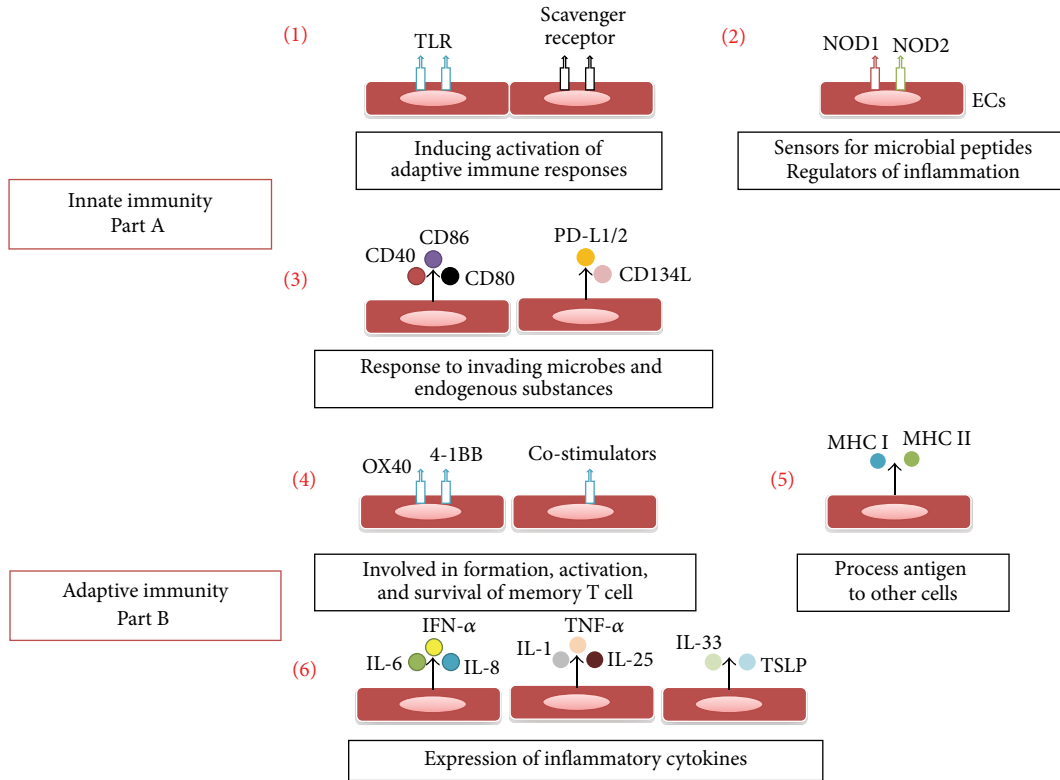 (1)
TLR
Scavenger
receptor
(2)
NOD1
NOD2
ECs
Inducing activation of
adaptive immune responses
Sensors for microbial peptides
Regulators of inflammation
Innate immunity
Part A
(3)
CD40
CD86
CD80
PD-L1/2
CD134L
Response to invading microbes and
endogenous substances
(4)
OX40
4-1BB
Co-stimulators
(5)
MHC I
MHC II
Involved in formation, activation,
and survival of memory T cell
Process antigen
to other cells
Adaptive immunity
Part B
(6)
IL-6
IFN-α
IL-8
IL-1
TNF-α
IL-25
IL-33
TSLP
Expression of inflammatory cytokines